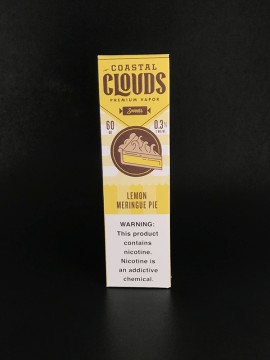 COASTAL
CLOUDS
PREMIUM VAPOR
Sweets
60 0.3%
LEMON
MERINGUE PIE
WARNING:
This product
contains
nicotine.
Nicotine is
an addictive
chemical.